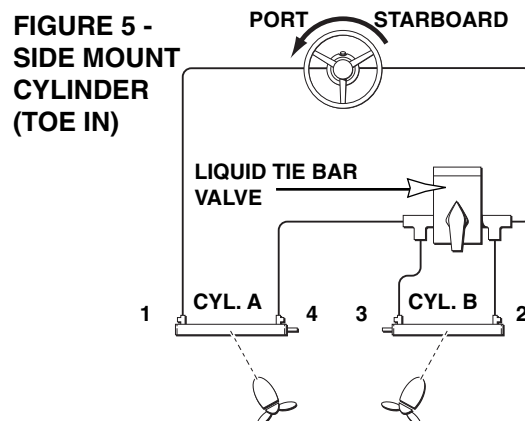 FIGURE 5 -
SIDE MOUNT
CYLINDER
(TOE IN)
PORT STARBOARD
LIQUID TIE BAR
VALVE
1 CYL. A 4 3 CYL. B 2